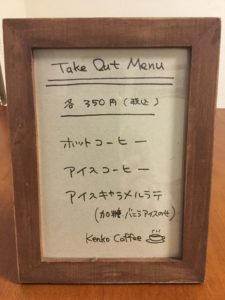 Take Out Menu
各 350円 (税込)
ホットコーヒー
アイスコーヒー
アイスキャラメルラテ
(加糖 バニラアイスのせ)
Kenko Coffee